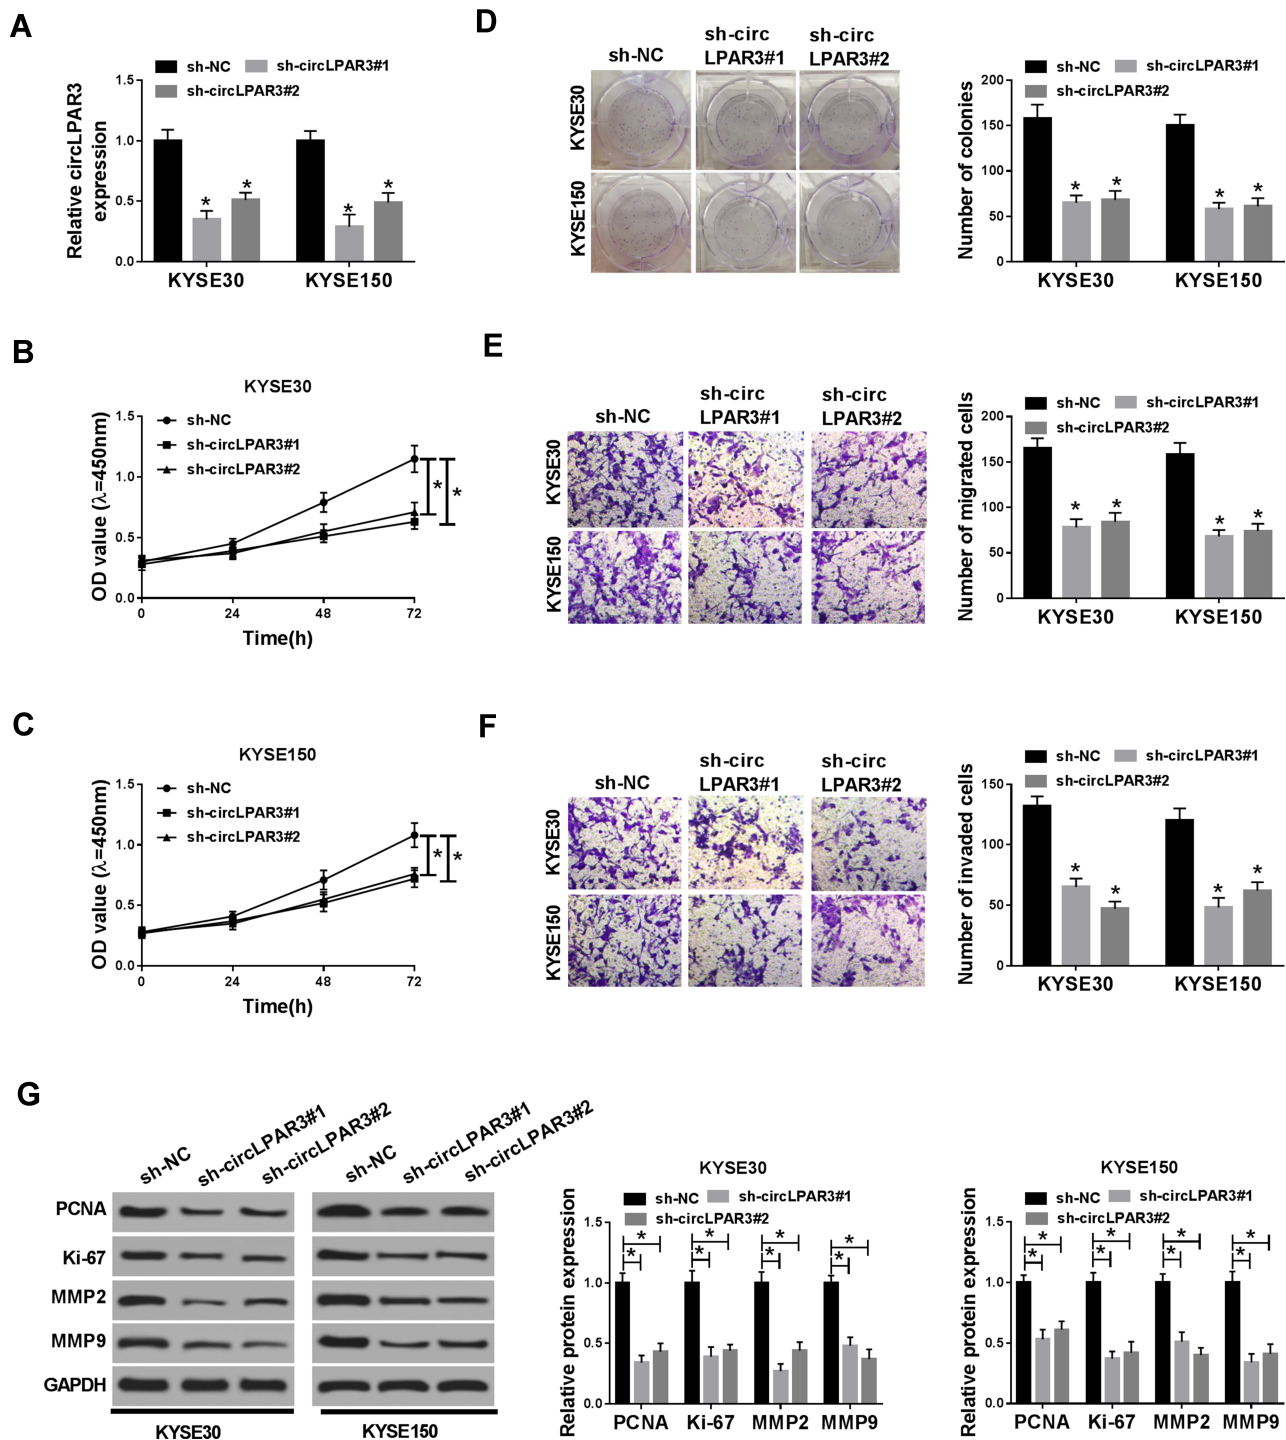 A
sh-NC sh-circLPAR3#1
sh-circLPAR3#2
Relative circLPAR3
expression
1.5
1.0
0.5
0.0
* * * *
KYSE30 KYSE150
B
KYSE30
sh-NC
sh-circLPAR3#1
sh-circLPAR3#2
OD value (λ=450nm)
1.5
1.0
0.5
0.0
* *
0 24 48 72
Time(h)
C
KYSE150
sh-NC
sh-circLPAR3#1
sh-circLPAR3#2
OD value (λ=450nm)
1.5
1.0
0.5
0.0
* *
0 24 48 72
Time(h)
D
sh-NC
sh-circ
LPAR3#1
sh-circ
LPAR3#2
KYSE30
KYSE150
sh-NC sh-circLPAR3#1
sh-circLPAR3#2
Number of colonies
200
150
100
50
0
* * * *
KYSE30 KYSE150
E
sh-NC
sh-circ
LPAR3#1
sh-circ
LPAR3#2
KYSE30
KYSE150
sh-NC sh-circLPAR3#1
sh-circLPAR3#2
Number of migrated cells
200
150
100
50
0
* * * *
KYSE30 KYSE150
F
sh-NC
sh-circ
LPAR3#1
sh-circ
LPAR3#2
KYSE30
KYSE150
sh-NC sh-circLPAR3#1
sh-circLPAR3#2
Number of invaded cells
150
100
50
0
* * * *
KYSE30 KYSE150
G
sh-NC sh-circLPAR3#1 sh-circLPAR3#2 sh-NC sh-circLPAR3#1 sh-circLPAR3#2
PCNA
Ki-67
MMP2
MMP9
GAPDH
KYSE30 KYSE150
KYSE30
sh-NC sh-circLPAR3#1
sh-circLPAR3#2
Relative protein expression
1.5
1.0
0.5
0.0
* * * * * * * *
PCNA Ki-67 MMP2 MMP9
KYSE150
sh-NC sh-circLPAR3#1
sh-circLPAR3#2
Relative protein expression
1.5
1.0
0.5
0.0
* * * * * * * *
PCNA Ki-67 MMP2 MMP9